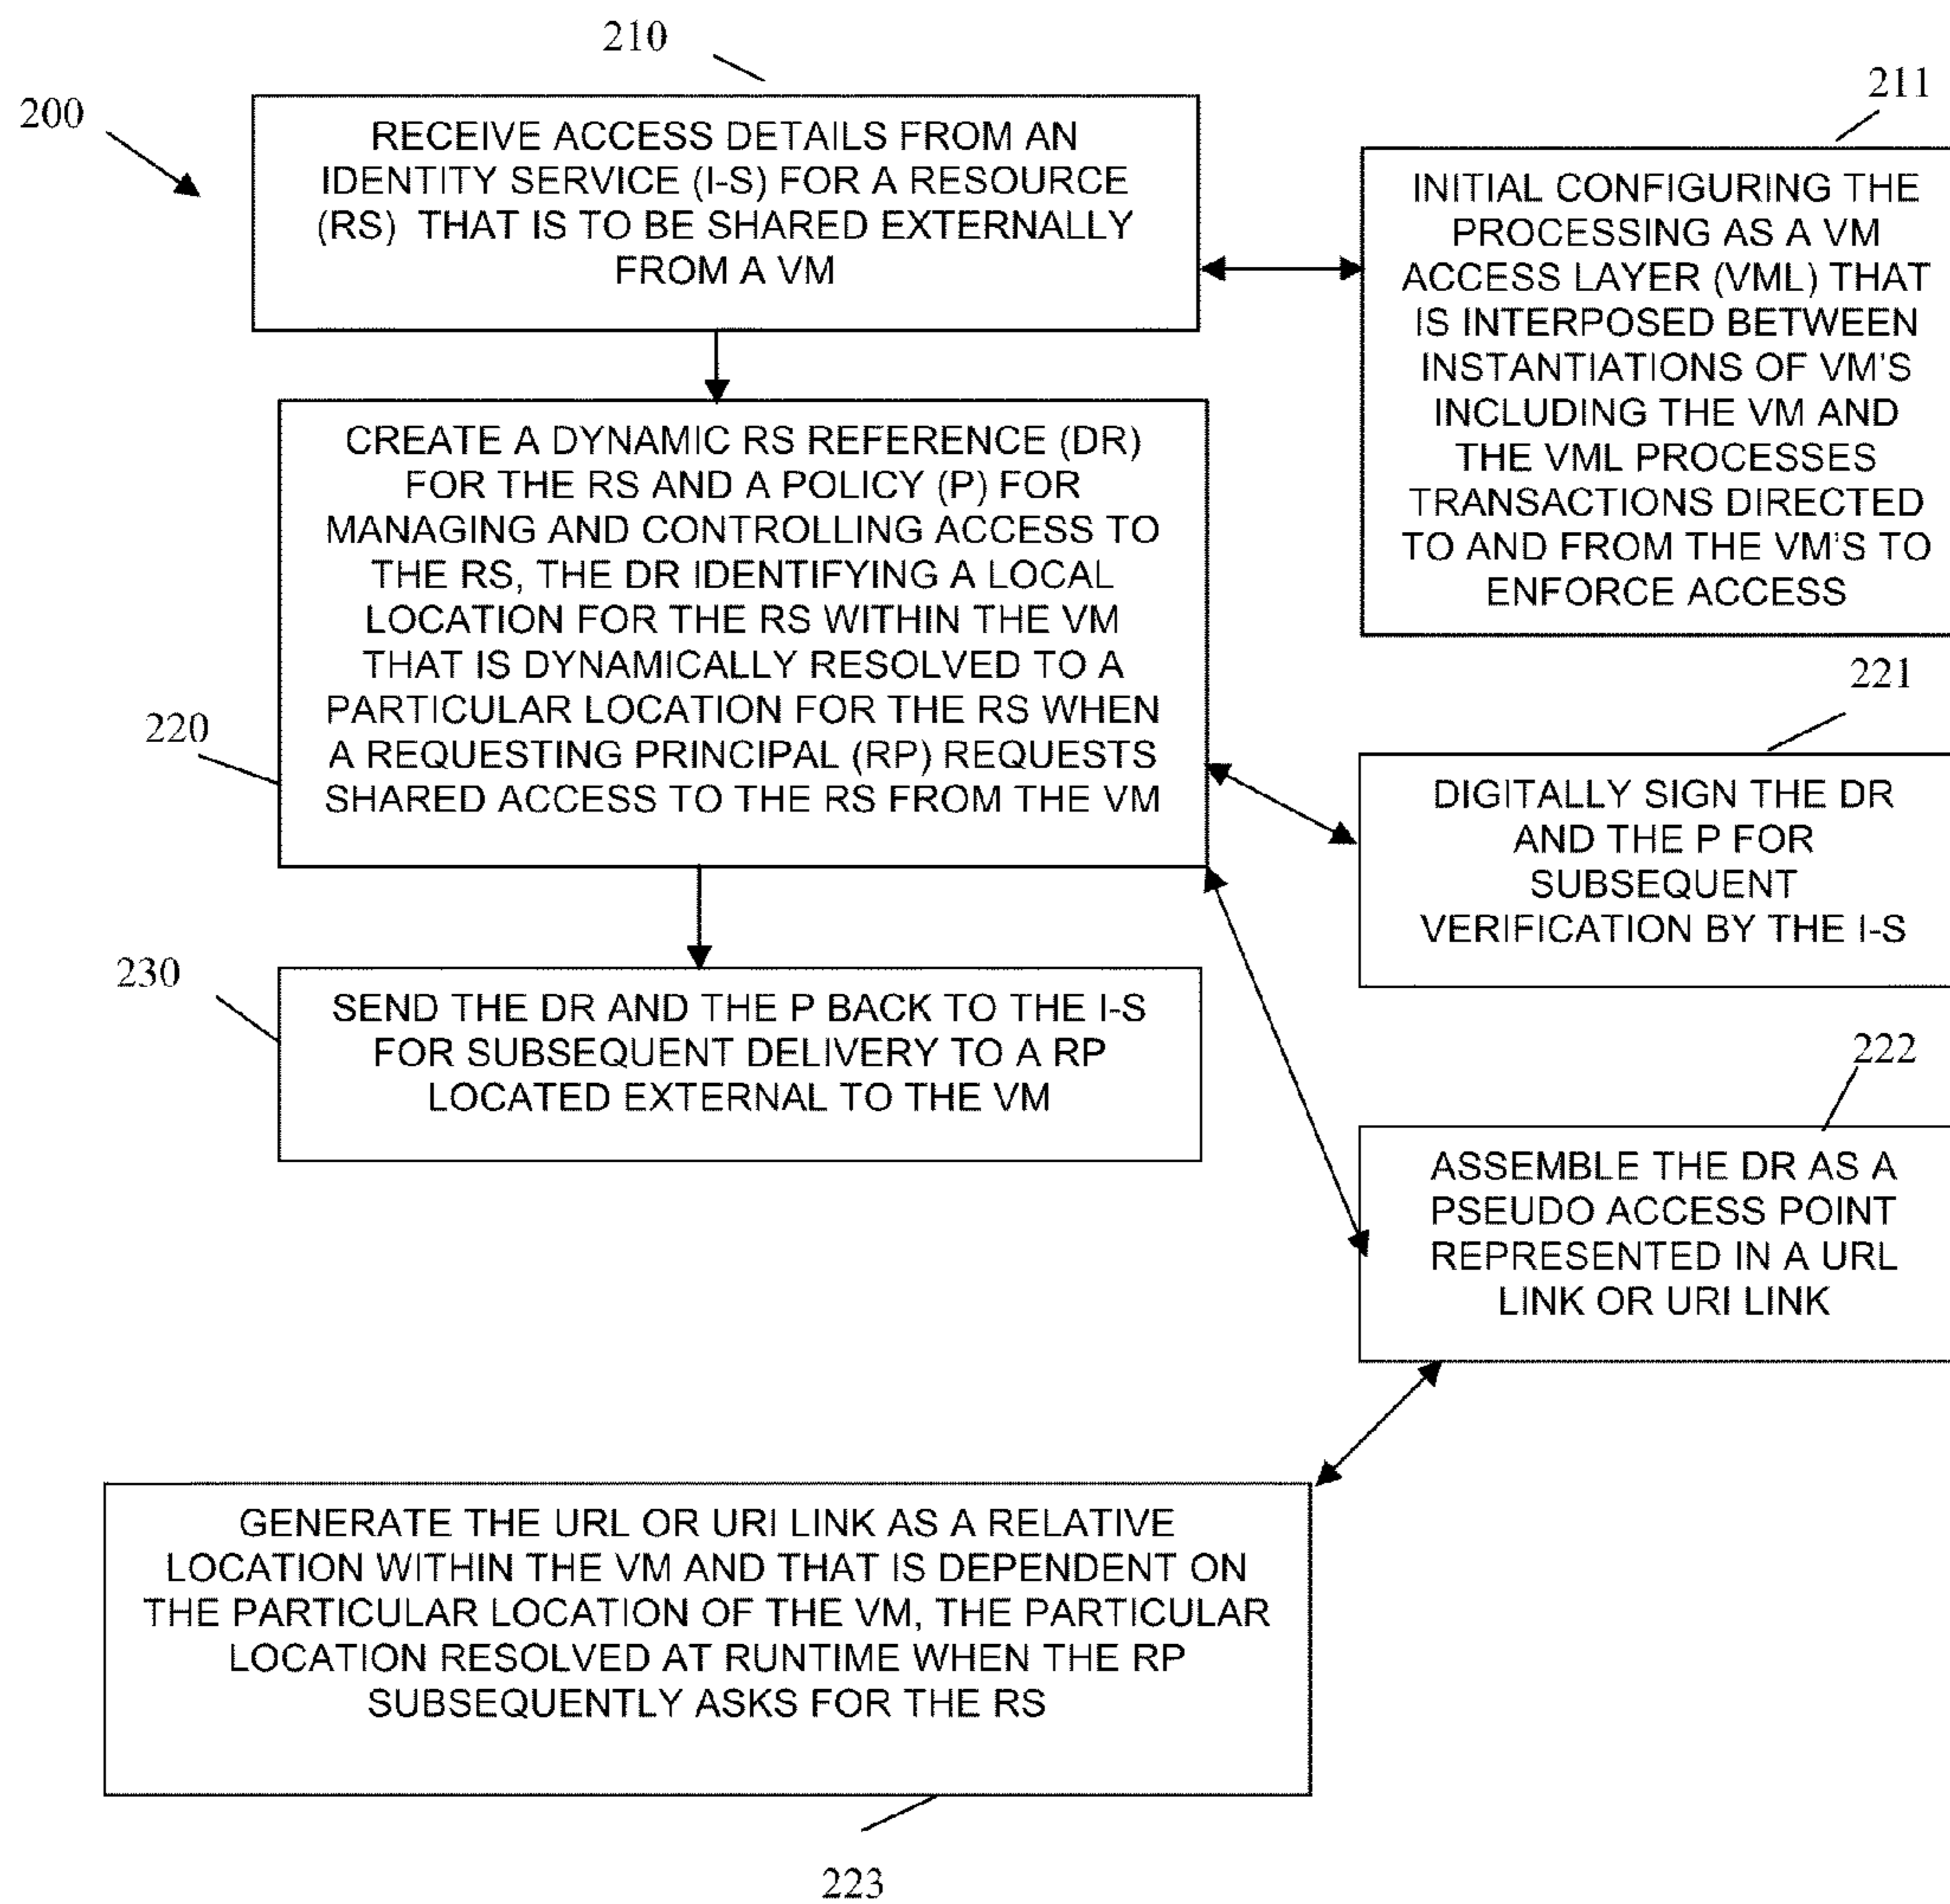 210
200
RECEIVE ACCESS DETAILS FROM AN
IDENTITY SERVICE (I-S) FOR A RESOURCE
(RS) THAT IS TO BE SHARED EXTERNALLY
FROM A VM
211
INITIAL CONFIGURING THE
PROCESSING AS A VM
ACCESS LAYER (VML) THAT
IS INTERPOSED BETWEEN
INSTANTIATIONS OF VM'S
INCLUDING THE VM AND
THE VML PROCESSES
TRANSACTIONS DIRECTED
TO AND FROM THE VM'S TO
ENFORCE ACCESS
CREATE A DYNAMIC RS REFERENCE (DR)
FOR THE RS AND A POLICY (P) FOR
MANAGING AND CONTROLLING ACCESS TO
THE RS, THE DR IDENTIFYING A LOCAL
LOCATION FOR THE RS WITHIN THE VM
THAT IS DYNAMICALLY RESOLVED TO A
PARTICULAR LOCATION FOR THE RS WHEN
A REQUESTING PRINCIPAL (RP) REQUESTS
SHARED ACCESS TO THE RS FROM THE VM
220
221
DIGITALLY SIGN THE DR
AND THE P FOR
SUBSEQUENT
VERIFICATION BY THE I-S
230
SEND THE DR AND THE P BACK TO THE I-S
FOR SUBSEQUENT DELIVERY TO A RP
LOCATED EXTERNAL TO THE VM
222
ASSEMBLE THE DR AS A
PSEUDO ACCESS POINT
REPRESENTED IN A URL
LINK OR URI LINK
GENERATE THE URL OR URI LINK AS A RELATIVE
LOCATION WITHIN THE VM AND THAT IS DEPENDENT ON
THE PARTICULAR LOCATION OF THE VM, THE PARTICULAR
LOCATION RESOLVED AT RUNTIME WHEN THE RP
SUBSEQUENTLY ASKS FOR THE RS
223